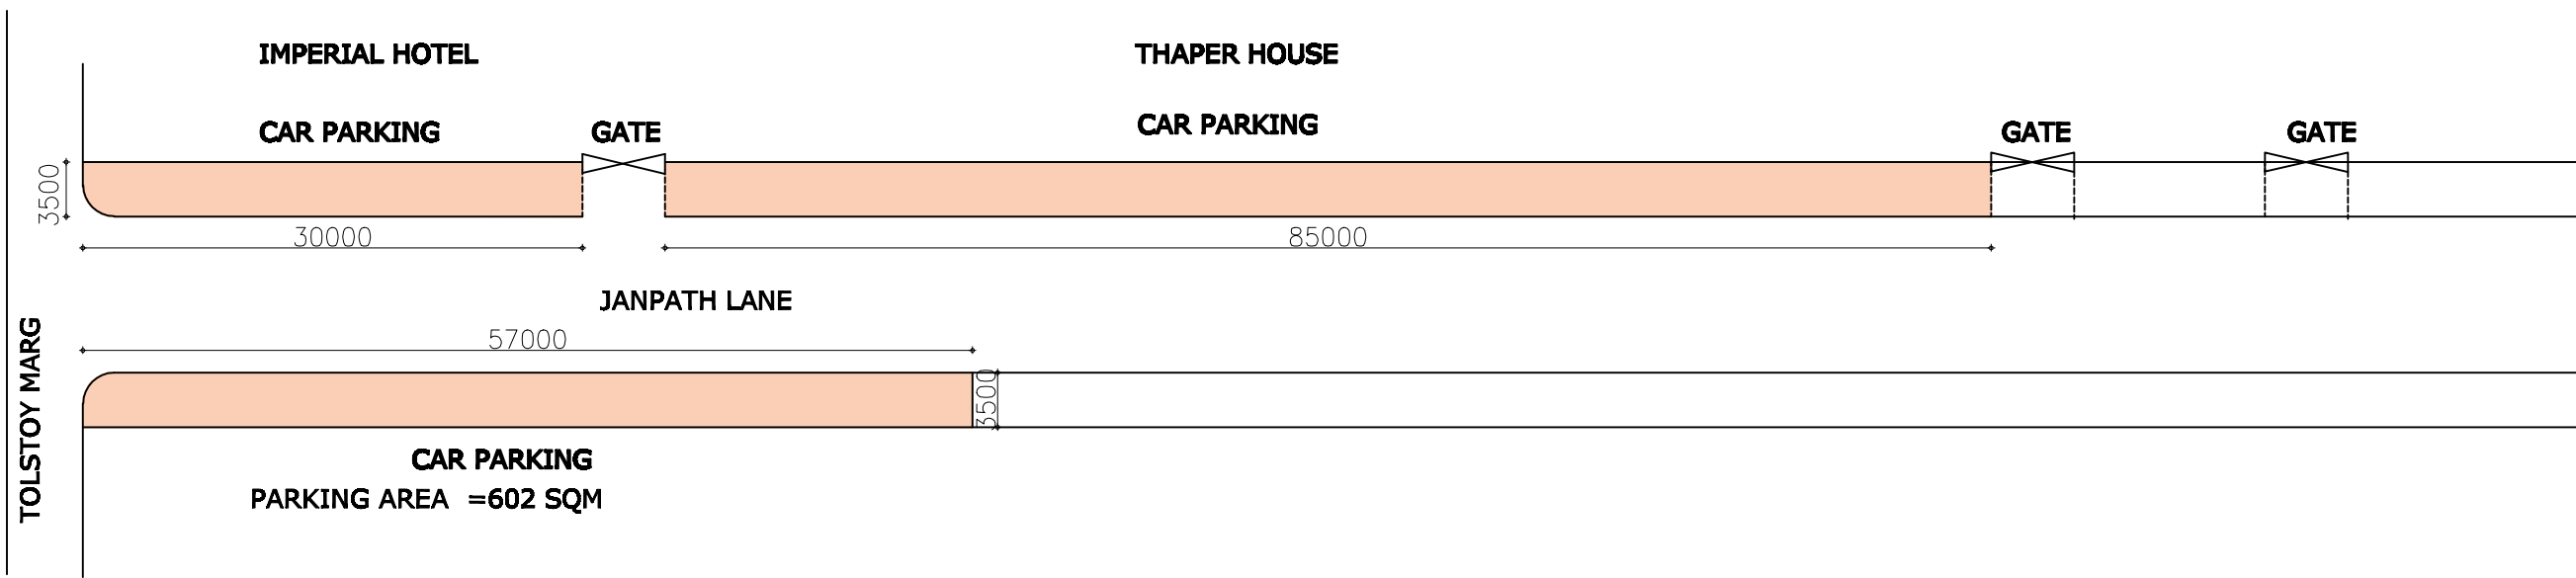 IMPERIAL HOTEL
THAPER HOUSE
CAR PARKING
GATE
CAR PARKING
GATE
GATE
3500
30000
85000
JANPATH LANE
57000
3500
TOLSTOY MARG
CAR PARKING
PARKING AREA =602 SQM